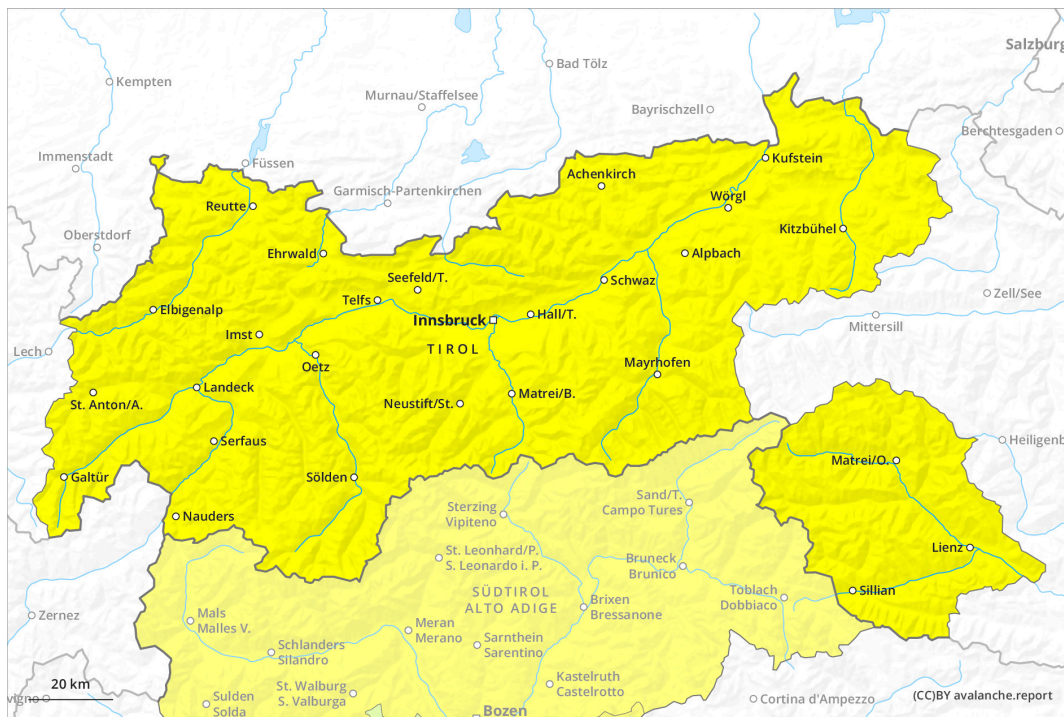 Salzburg
Kempten
Bad Tölz
Murnau/Staffelsee
Bayrischzell
Berchtesgaden
Immenstadt
Füssen
Kufstein
Garmisch-Partenkirchen
Achenkirch
Reutte
Wörgl
Oberstdorf
Kitzbühel
Ehrwald
Alpbach
Seefeld/T.
Schwaz
Telfs
Zell/See
Elbigenalp
Hall/T.
Innsbruck
Mittersill
Imst
TIROL
Lech
Oetz
Mayrhofen
Landeck
St. Anton/A.
Neustift/St.
Matrei/B.
Serfaus
Heiligenb
Matrei/O.
Galtür
Sölden
Sand/T.
Campo Tures
Sterzing
Vipiteno
Nauders
Lienz
St. Leonhard/P.
S. Leonardo i. P.
Bruneck
Brunico
SÜDTIROL
ALTO ADIGE
Sillian
Toblach
Dobbiaco
Brixen
Bressanone
Zernez
Mals
Malles V.
Meran
Merano
Schlanders
Silandro
Sarnthein
Sarentino
Kastelruth
Castelrotto
20 km
St. Walburg
S. Valburga
vigno
Sulden
Solda
Cortina d'Ampezzo
(CC)BY avalanche.report
Bozen